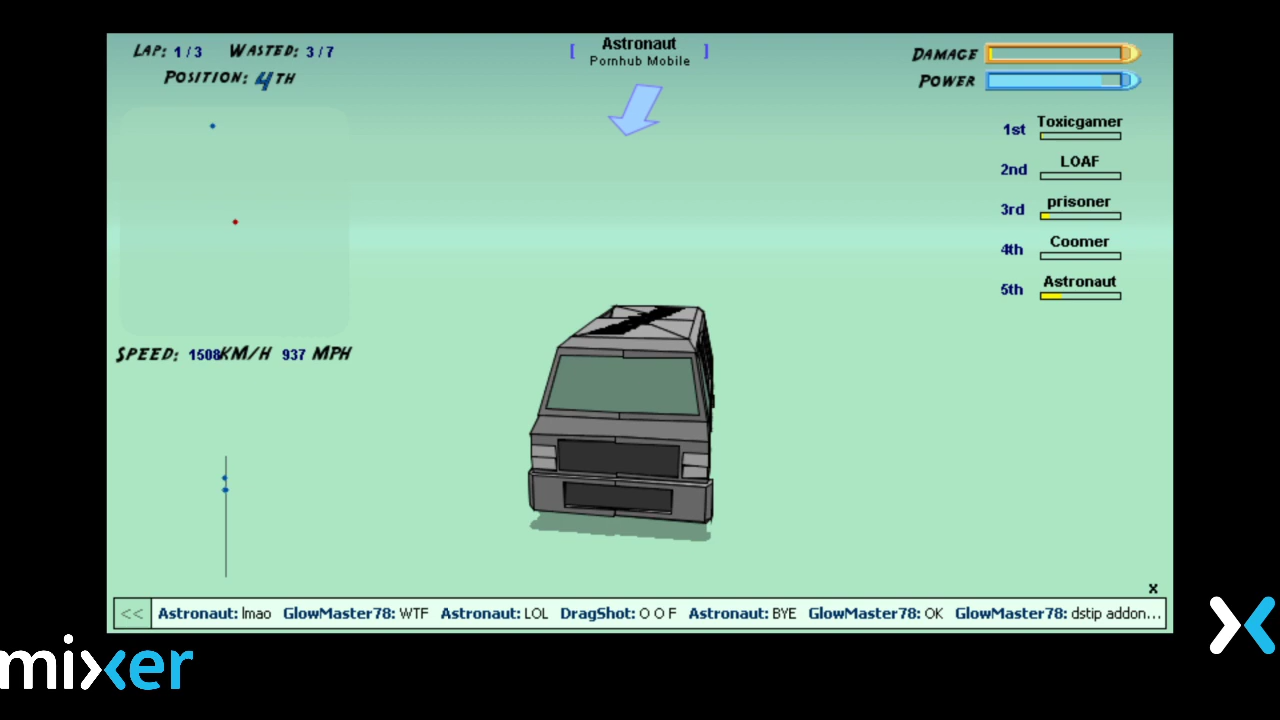 LAP: 1 / 3 WASTED: 3 / 7
POSITION: 4TH
[ Astronaut ]
Pornhub Mobile
DAMAGE
POWER
1st Toxicgamer
2nd LOAF
3rd prisoner
4th Coomer
5th Astronaut
SPEED: 1508KM/H 937 MPH
x
<< Astronaut: lmao GlowMaster78: WTF Astronaut: LOL DragShot: O O F Astronaut: BYE GlowMaster78: OK GlowMaster78: dstip addon...
mixer